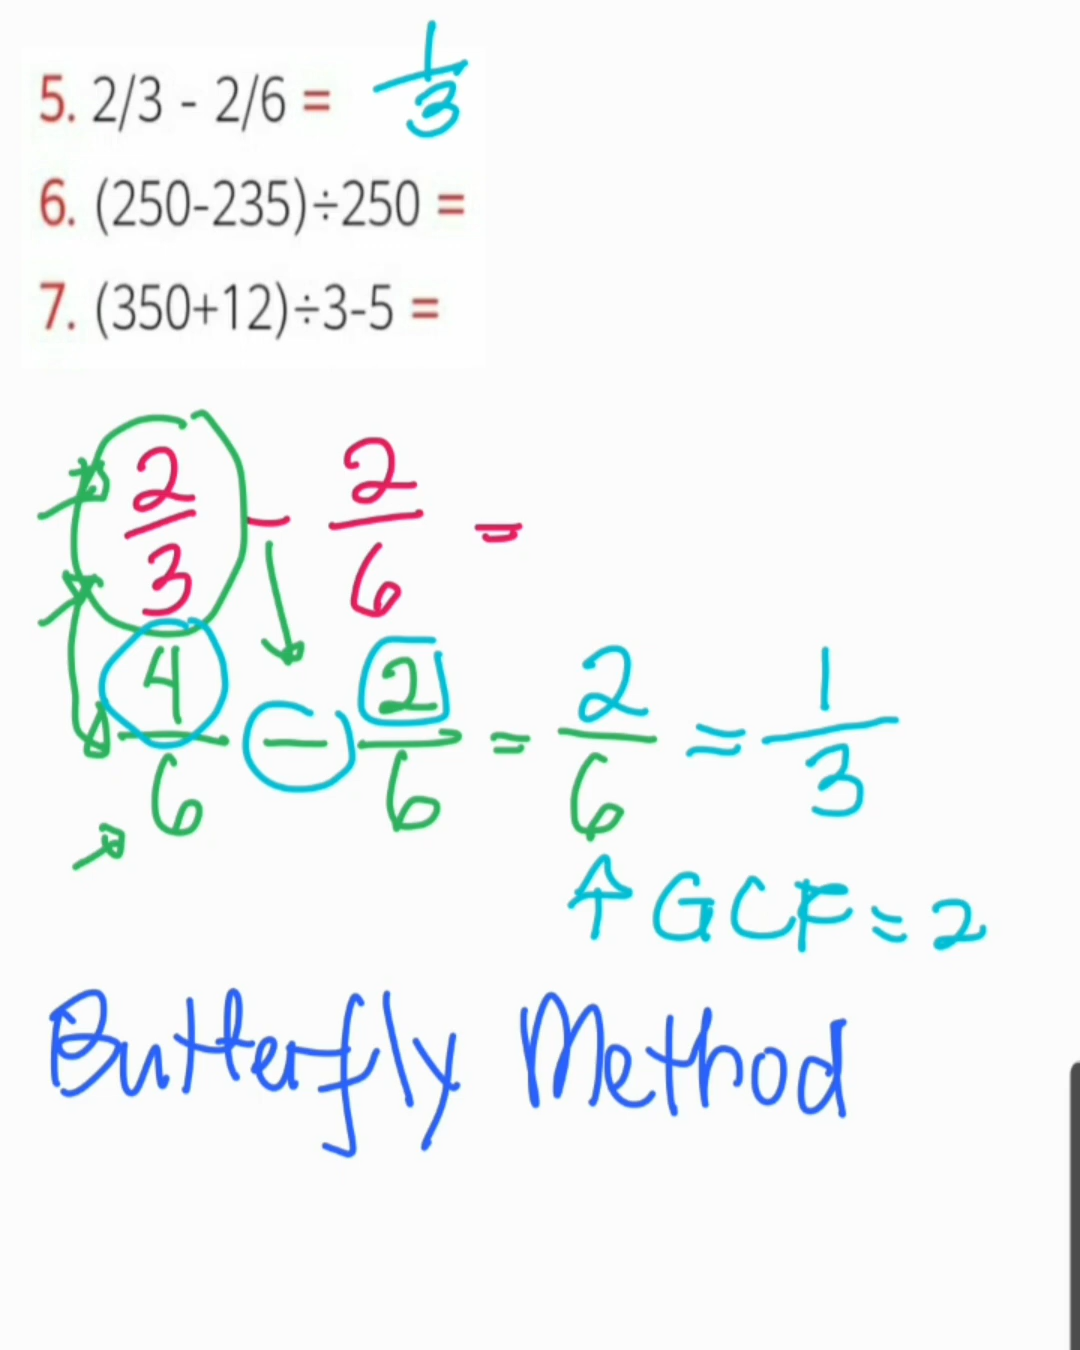 5. 2/3 - 2/6 = 1/3
6. (250-235)÷250 =
7. (350+12)÷3-5 =
2/3 - 2/6 =
4/6 - 2/6 = 2/6 = 1/3
GCF = 2
Butterfly Method